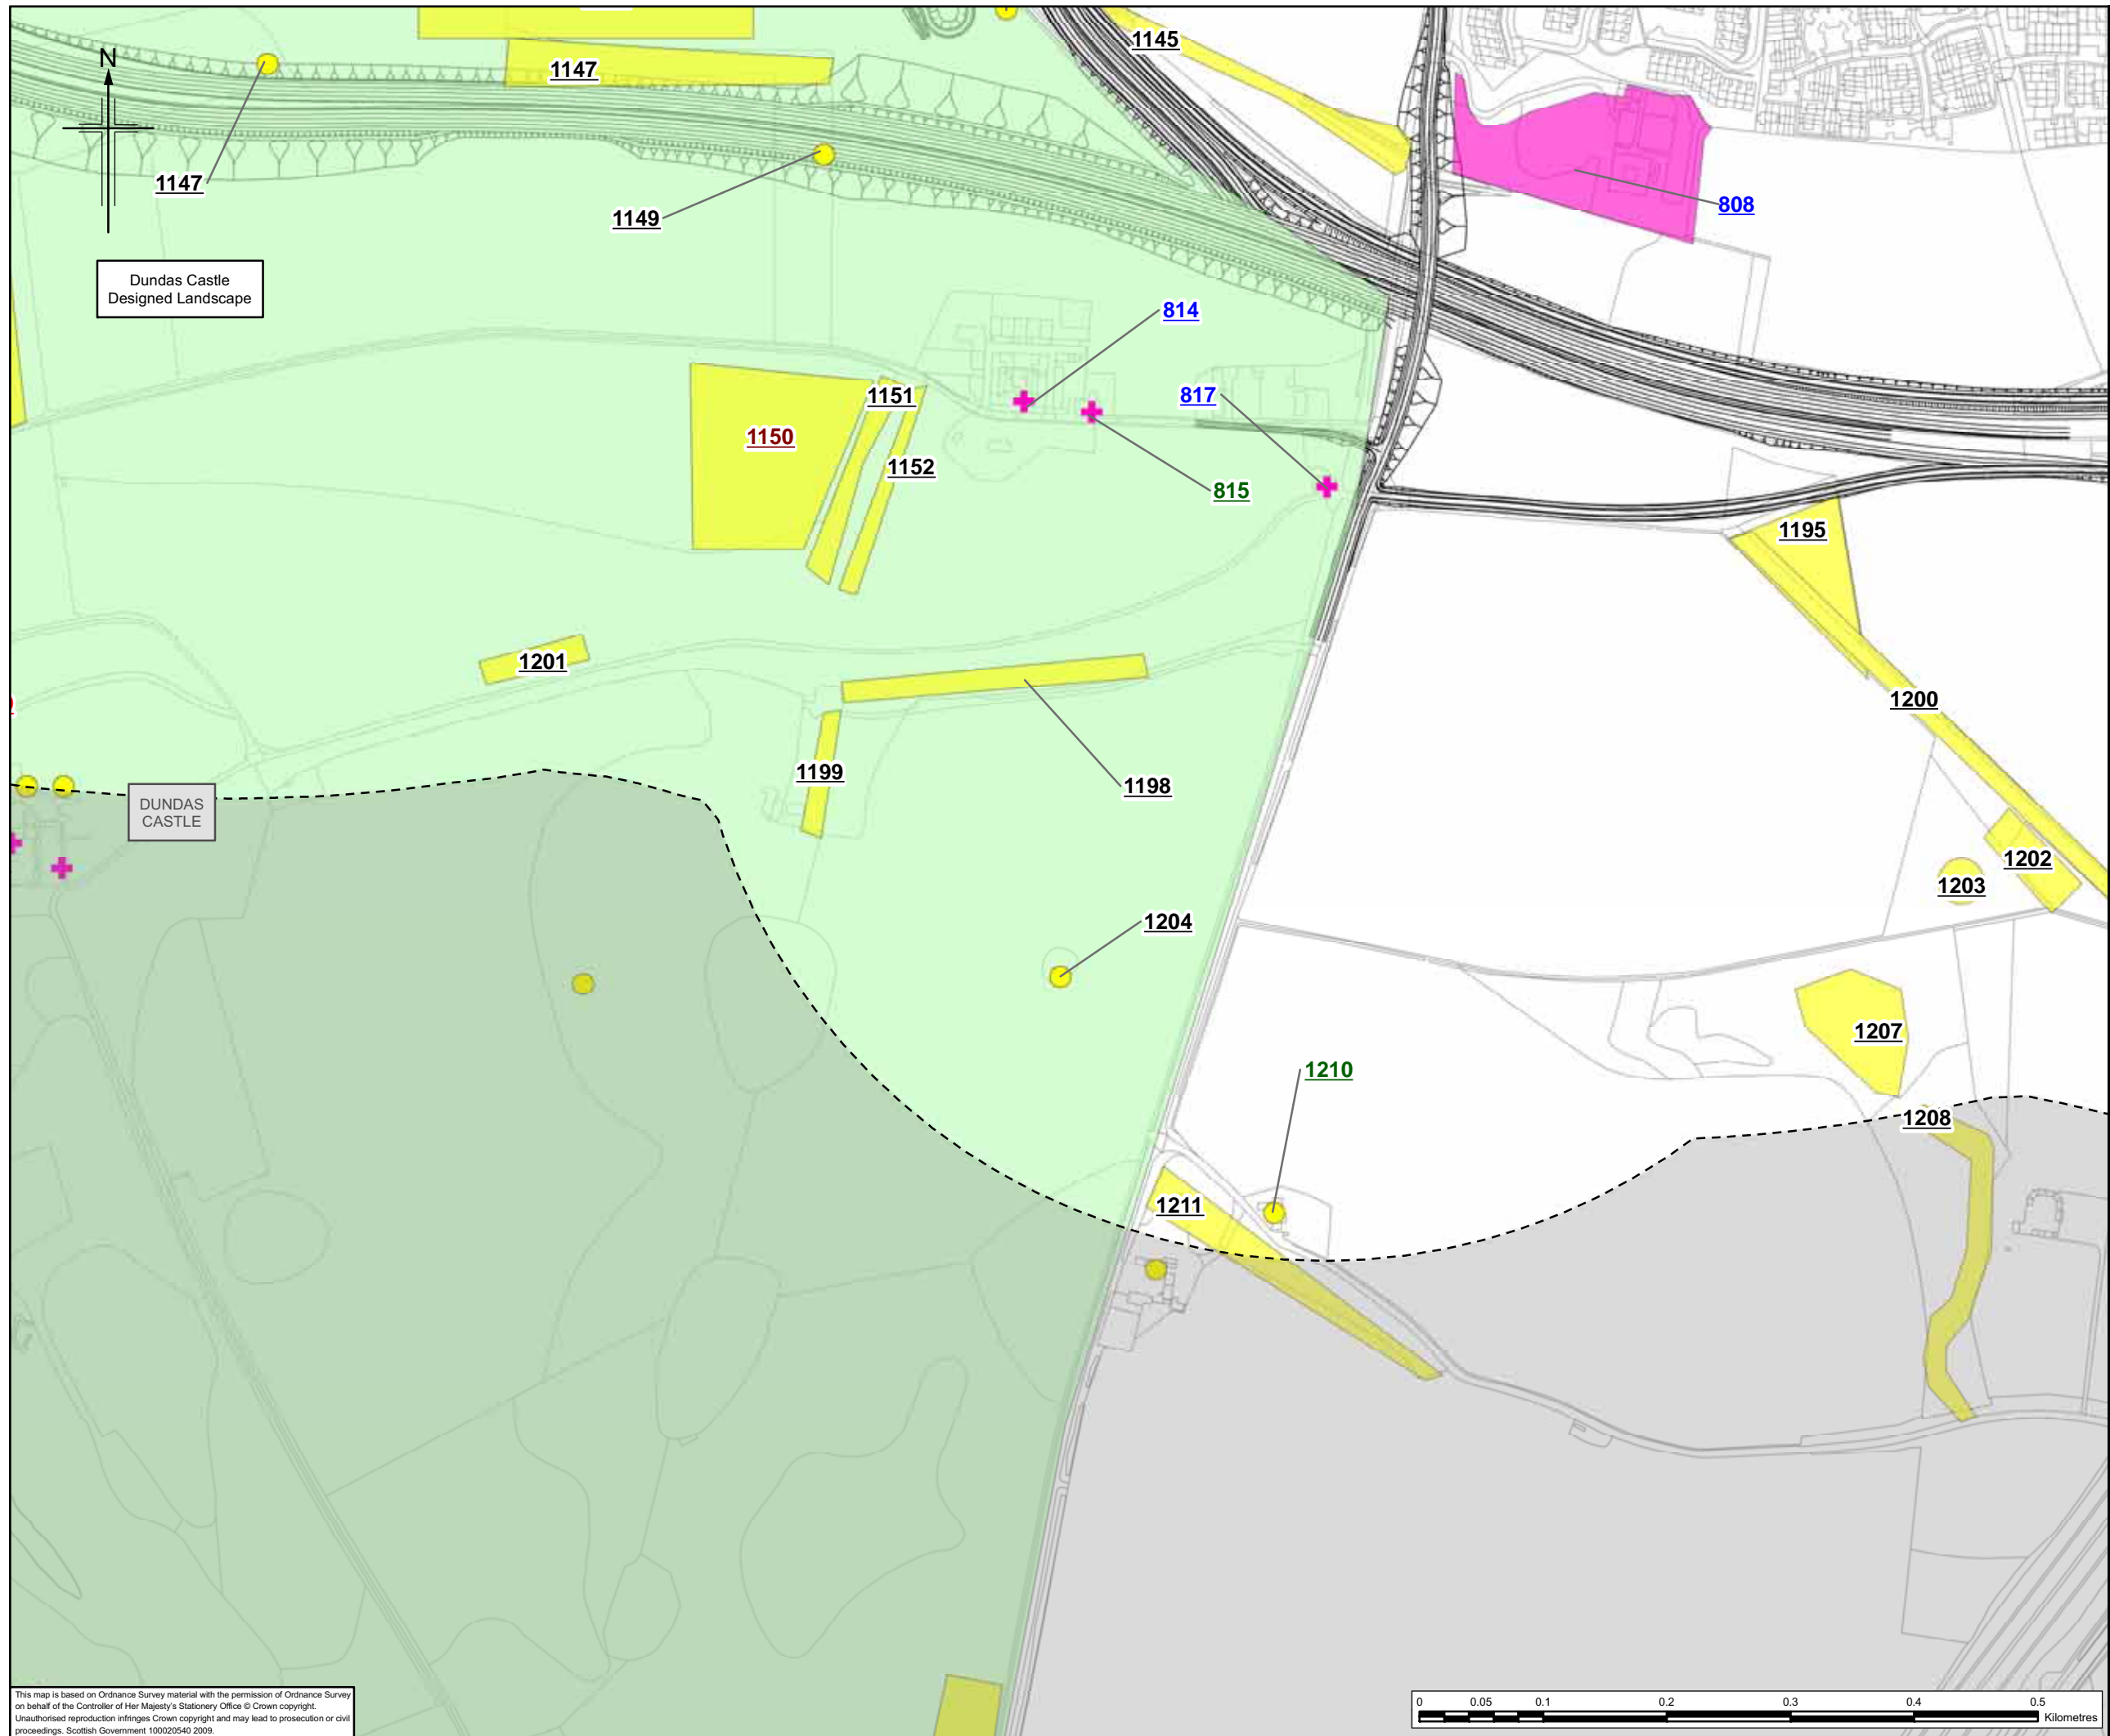 1145
N
1147
1147
1149
808
Dundas Castle
Designed Landscape
814
817
1151
1150
1152
815
1195
1201
1200
1199
1198
DUNDAS
CASTLE
1202
1203
1204
1207
1210
1208
1211
This map is based on Ordnance Survey material with the permission of Ordnance Survey
on behalf of the Controller of Her Majesty's Stationery Office © Crown copyright.
Unauthorised reproduction infringes Crown copyright and may lead to prosecution or civil
proceedings. Scottish Government 100020540 2009.
0 0.05 0.1 0.2 0.3 0.4 0.5
Kilometres